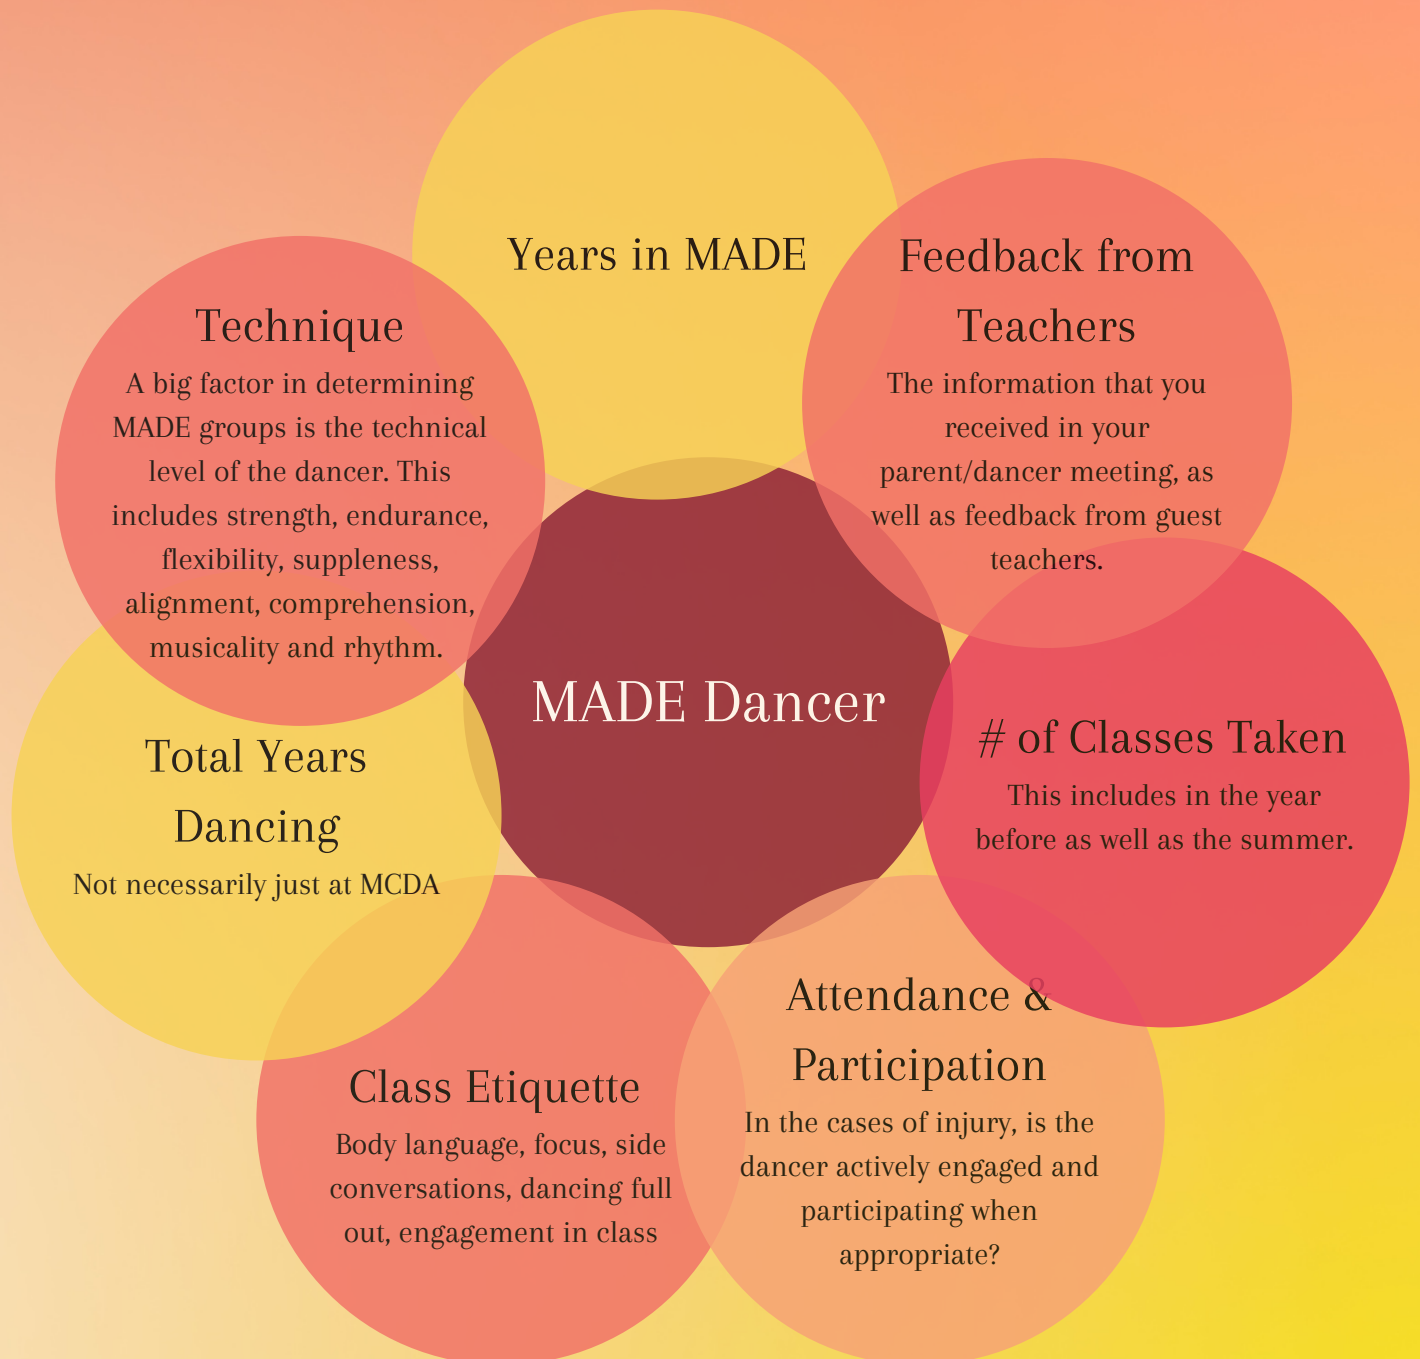 Years in MADE
Feedback from
Teachers
The information that you
received in your
parent/dancer meeting, as
well as feedback from guest
teachers.
Technique
A big factor in determining
MADE groups is the technical
level of the dancer. This
includes strength, endurance,
flexibility, suppleness,
alignment, comprehension,
musicality and rhythm.
MADE Dancer
# of Classes Taken
This includes in the year
before as well as the summer.
Total Years
Dancing
Not necessarily just at MCDA
Attendance &
Participation
In the cases of injury, is the
dancer actively engaged and
participating when
appropriate?
Class Etiquette
Body language, focus, side
conversations, dancing full
out, engagement in class